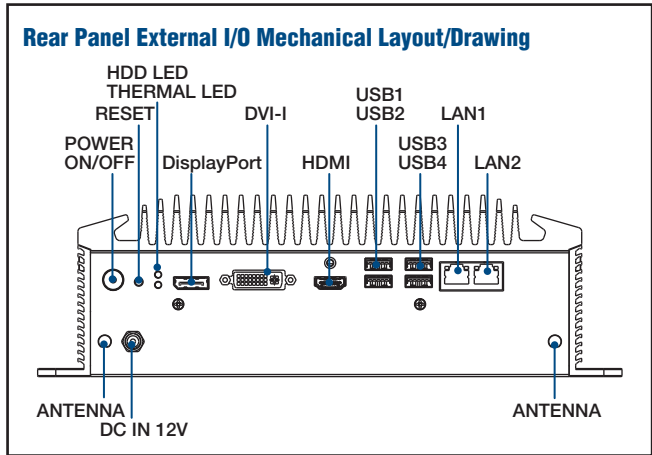 Rear Panel External I/O Mechanical Layout/Drawing
HDD LED
THERMAL LED
RESET
DVI-I
USB1
USB2
LAN1
POWER
ON/OFF
DisplayPort
HDMI
USB3
USB4
LAN2
ANTENNA
DC IN 12V
ANTENNA